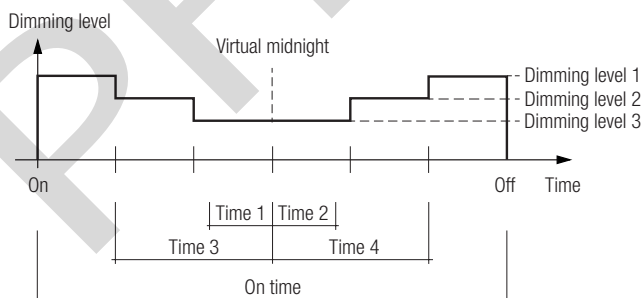 Dimming level
Virtual midnight
Dimming level 1
Dimming level 2
Dimming level 3
On
Off
Time
Time 1
Time 2
Time 3
Time 4
On time